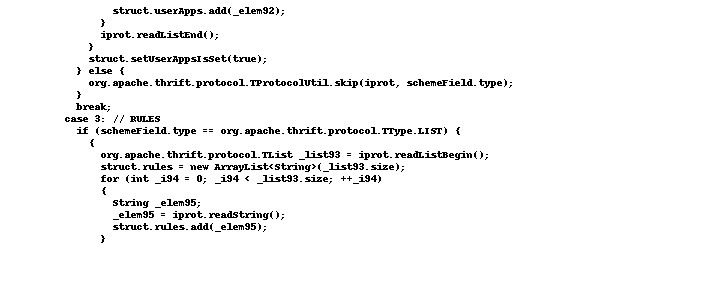 struct.userApps.add(_elem92);
}
iprot.readListEnd();
}
struct.setUserAppsIsSet(true);
} else {
org.apache.thrift.protocol.TProtocolUtil.skip(iprot, schemeField.type);
}
break;
case 3: // RULES
if (schemeField.type == org.apache.thrift.protocol.TType.LIST) {
{
org.apache.thrift.protocol.TList _list93 = iprot.readListBegin();
struct.rules = new ArrayList<String>(_list93.size);
for (int _i94 = 0; _i94 < _list93.size; ++_i94)
{
String _elem95;
_elem95 = iprot.readString();
struct.rules.add(_elem95);
}